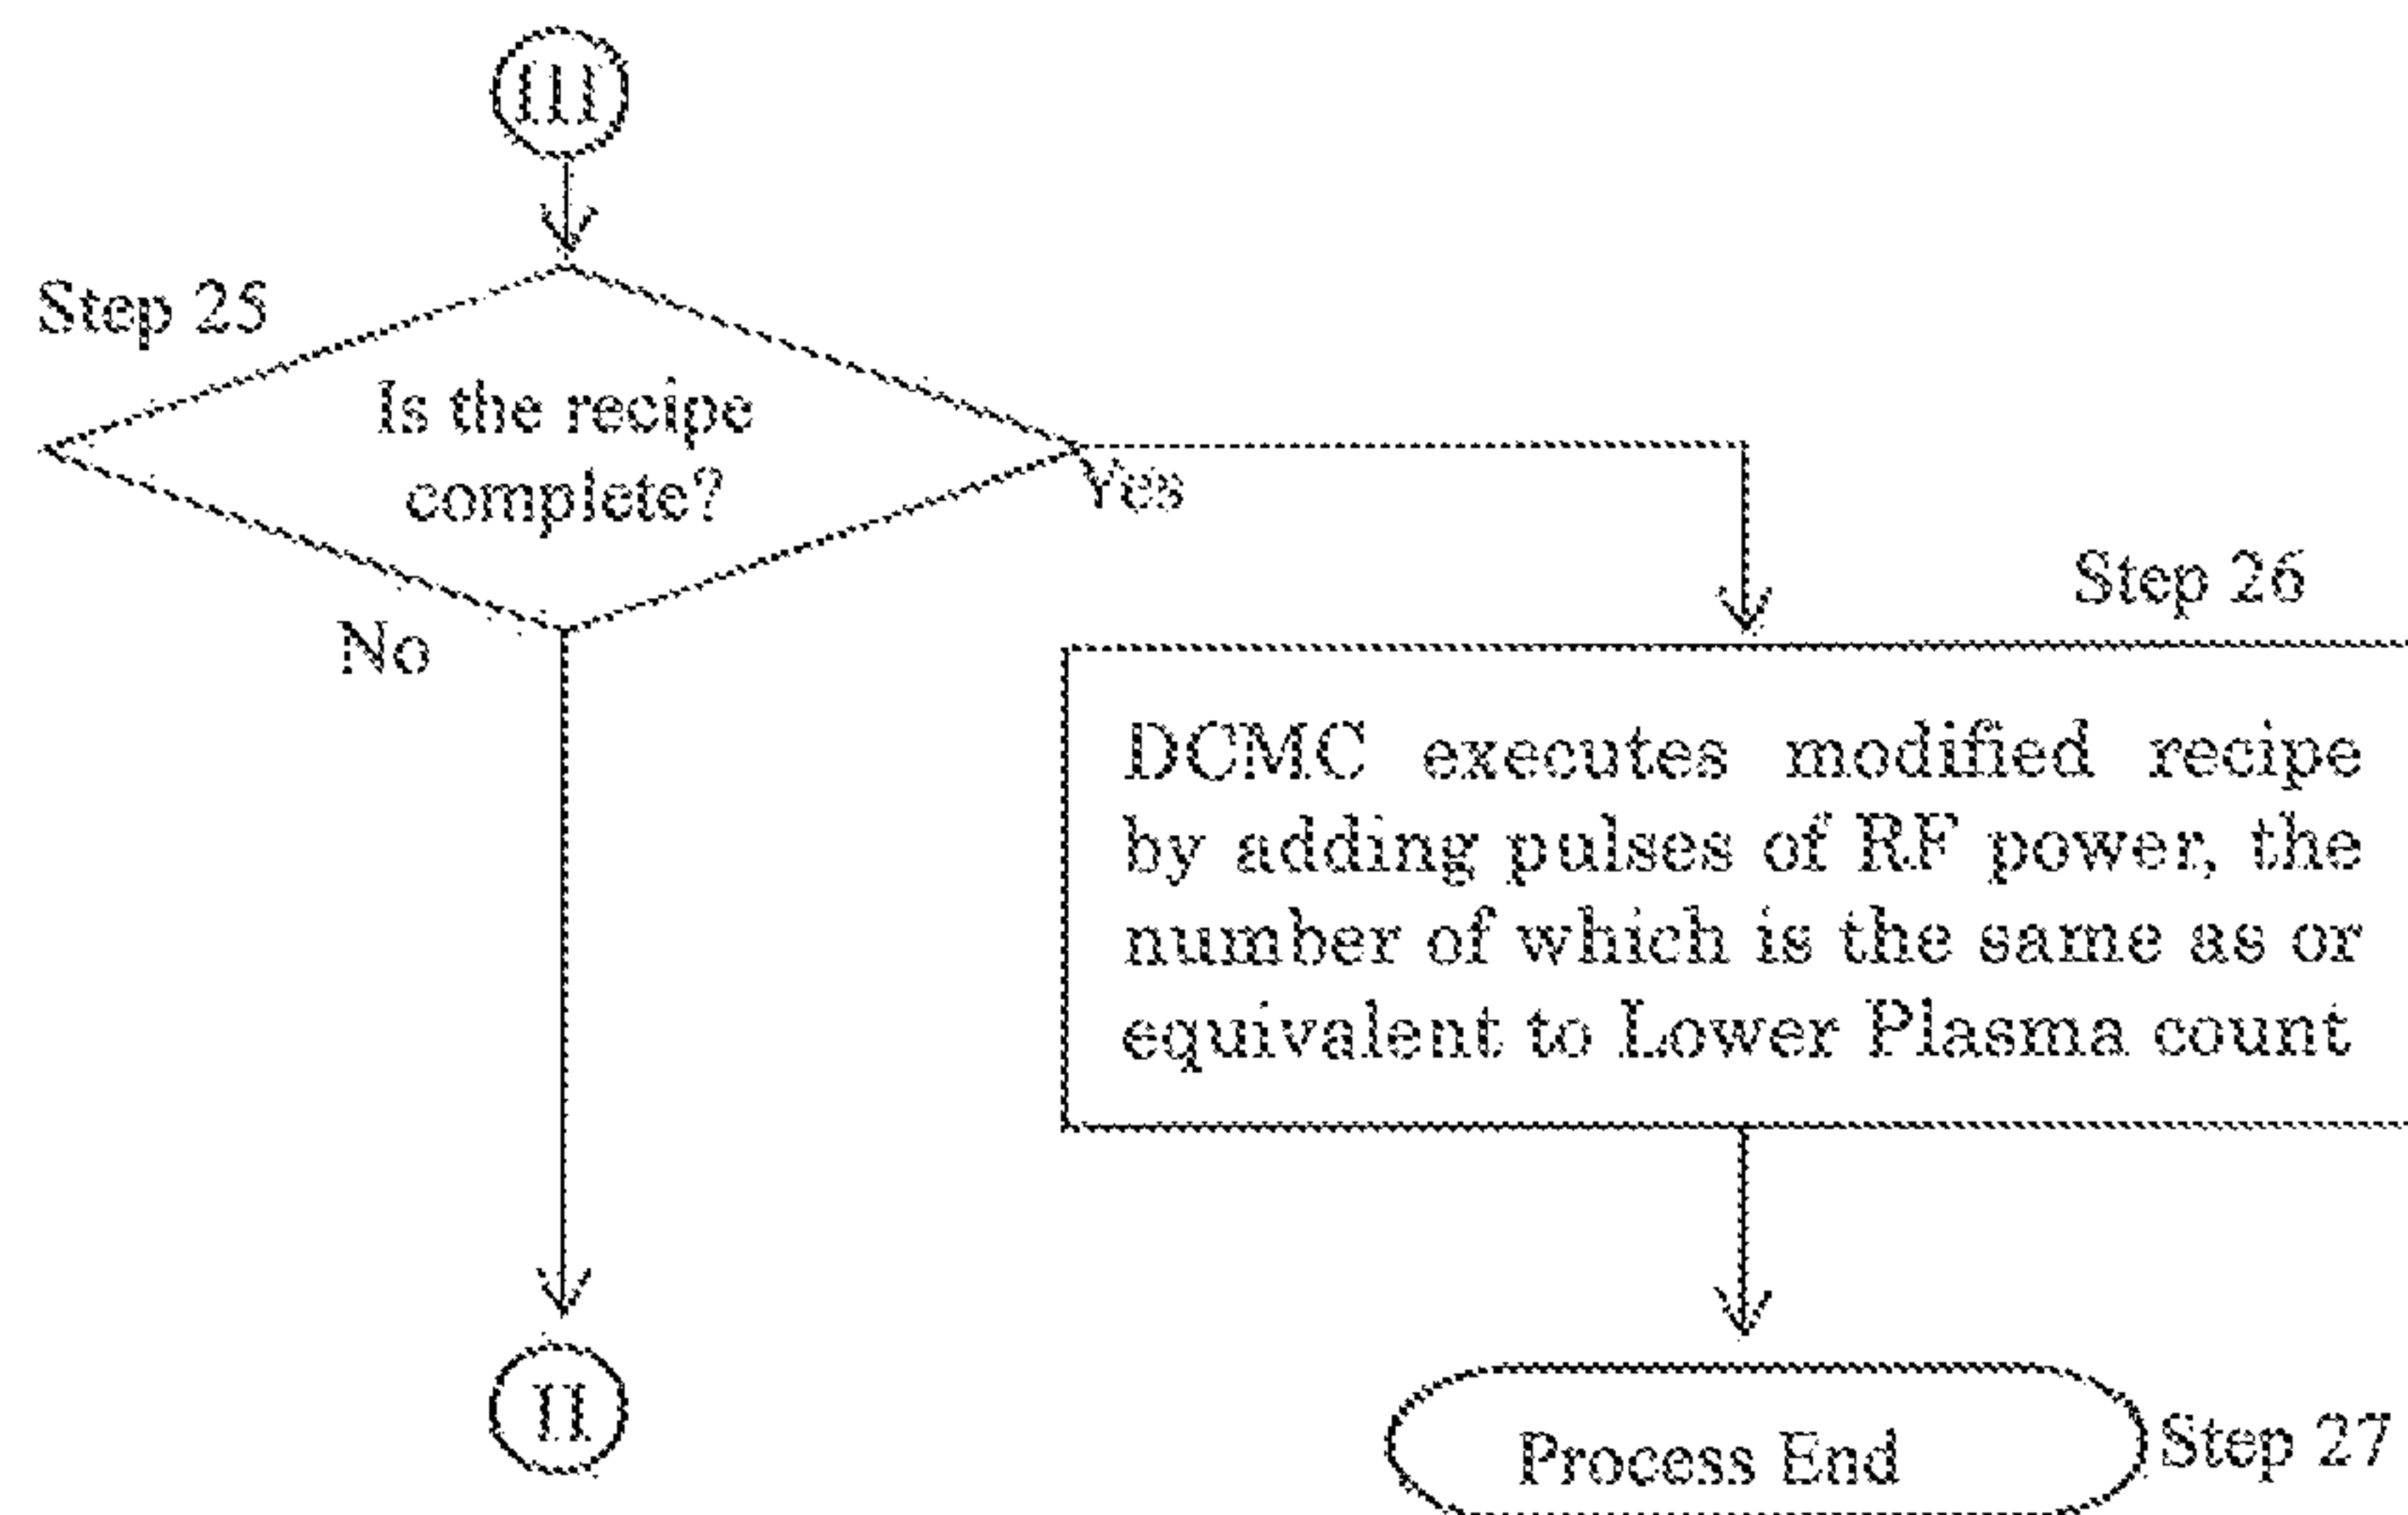 III
Step 25
Is the recipe
complete?
Yes
No
Step 26
DCMC executes modified recipe
by adding pulses of RF power, the
number of which is the same as or
equivalent to Lower Plasma count
II
Process End
Step 27